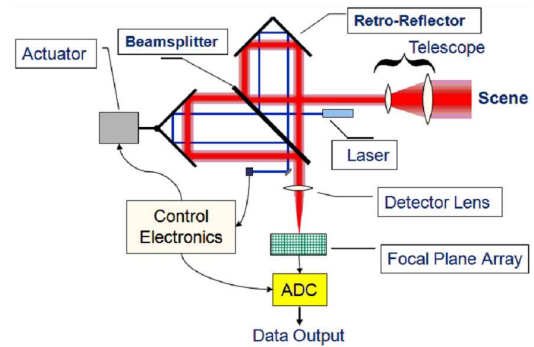 Retro-Reflector
Beamsplitter
Telescope
Actuator
Scene
Laser
Detector Lens
Control
Electronics
Focal Plane Array
ADC
Data Output